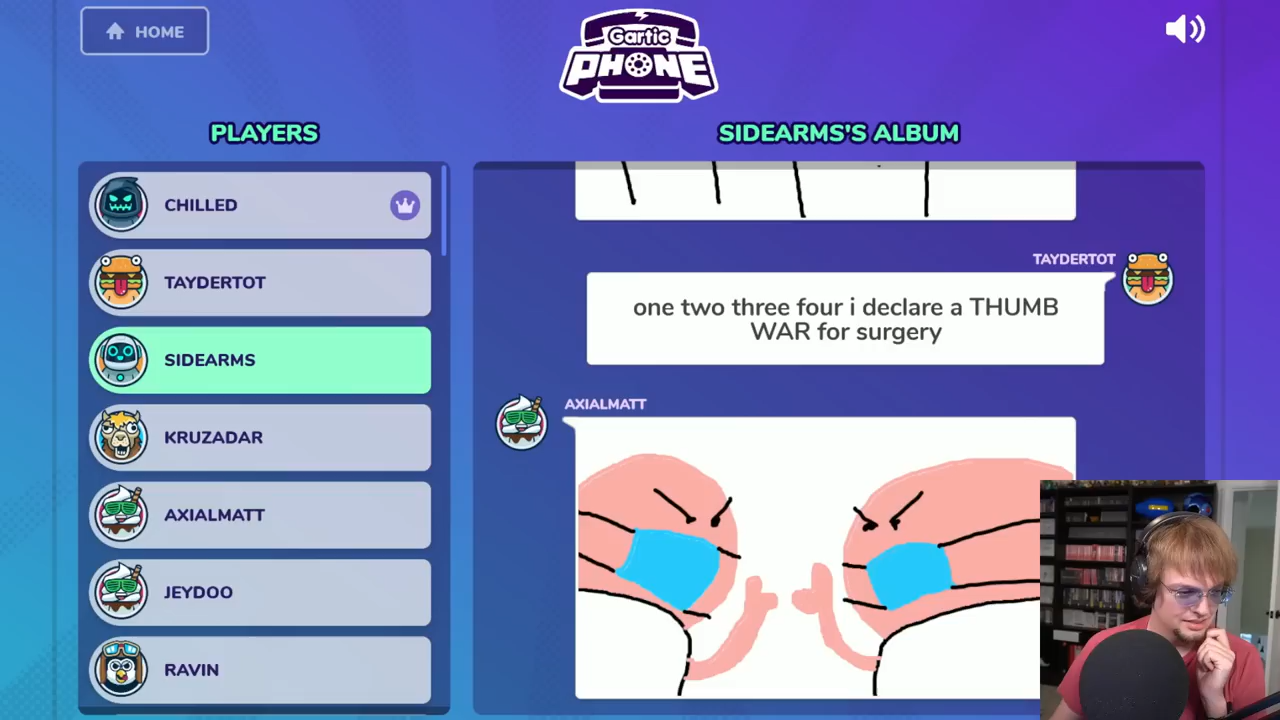 HOME
Gartic
PHONE
PLAYERS
SIDEARMS'S ALBUM
CHILLED
TAYDERTOT
SIDEARMS
KRUZADAR
AXIALMATT
JEYDOO
RAVIN
TAYDERTOT
one two three four i declare a THUMB
WAR for surgery
AXIALMATT